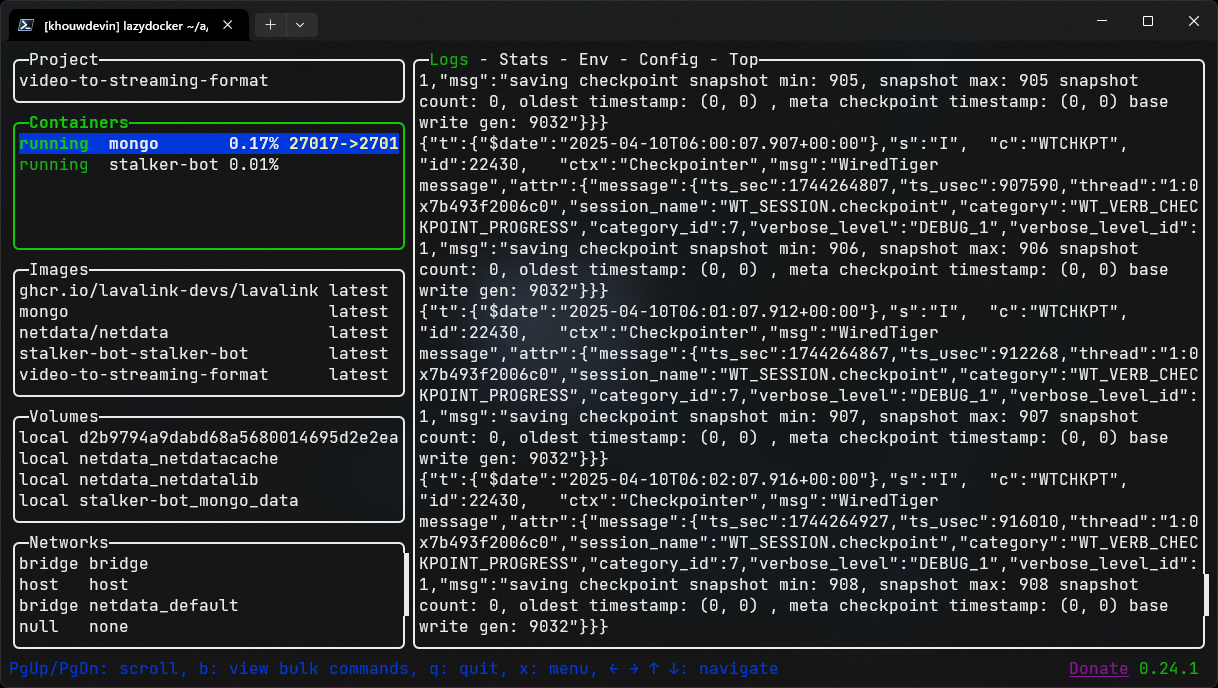 [khouwdevin] lazydocker ~/a/
Project
video-to-streaming-format
Containers
running  mongo       0.17% 27017->2701
running  stalker-bot 0.01%
Images
ghcr.io/lavalink-devs/lavalink latest
mongo                          latest
netdata/netdata                latest
stalker-bot-stalker-bot        latest
video-to-streaming-format      latest
Volumes
local d2b9794a9dabd68a5680014695d2e2ea
local netdata_netdatacache
local netdata_netdatalib
local stalker-bot_mongo_data
Networks
bridge bridge
host   host
bridge netdata_default
null   none
Logs - Stats - Env - Config - Top
1,"msg":"saving checkpoint snapshot min: 905, snapshot max: 905 snapshot
count: 0, oldest timestamp: (0, 0) , meta checkpoint timestamp: (0, 0) base
write gen: 9032"}}}
{"t":{"$date":"2025-04-10T06:00:07.907+00:00"},"s":"I",  "c":"WTCHKPT",
"id":22430,   "ctx":"Checkpointer","msg":"WiredTiger
message","attr":{"message":{"ts_sec":1744264807,"ts_usec":907590,"thread":"1:0
x7b493f2006c0","session_name":"WT_SESSION.checkpoint","category":"WT_VERB_CHEC
KPOINT_PROGRESS","category_id":7,"verbose_level":"DEBUG_1","verbose_level_id":
1,"msg":"saving checkpoint snapshot min: 906, snapshot max: 906 snapshot
count: 0, oldest timestamp: (0, 0) , meta checkpoint timestamp: (0, 0) base
write gen: 9032"}}}
{"t":{"$date":"2025-04-10T06:01:07.912+00:00"},"s":"I",  "c":"WTCHKPT",
"id":22430,   "ctx":"Checkpointer","msg":"WiredTiger
message","attr":{"message":{"ts_sec":1744264867,"ts_usec":912268,"thread":"1:0
x7b493f2006c0","session_name":"WT_SESSION.checkpoint","category":"WT_VERB_CHEC
KPOINT_PROGRESS","category_id":7,"verbose_level":"DEBUG_1","verbose_level_id":
1,"msg":"saving checkpoint snapshot min: 907, snapshot max: 907 snapshot
count: 0, oldest timestamp: (0, 0) , meta checkpoint timestamp: (0, 0) base
write gen: 9032"}}}
{"t":{"$date":"2025-04-10T06:02:07.916+00:00"},"s":"I",  "c":"WTCHKPT",
"id":22430,   "ctx":"Checkpointer","msg":"WiredTiger
message","attr":{"message":{"ts_sec":1744264927,"ts_usec":916010,"thread":"1:0
x7b493f2006c0","session_name":"WT_SESSION.checkpoint","category":"WT_VERB_CHEC
KPOINT_PROGRESS","category_id":7,"verbose_level":"DEBUG_1","verbose_level_id":
1,"msg":"saving checkpoint snapshot min: 908, snapshot max: 908 snapshot
count: 0, oldest timestamp: (0, 0) , meta checkpoint timestamp: (0, 0) base
write gen: 9032"}}}
PgUp/PgDn: scroll, b: view bulk commands, q: quit, x: menu, ← → ↑ ↓: navigate
Donate 0.24.1